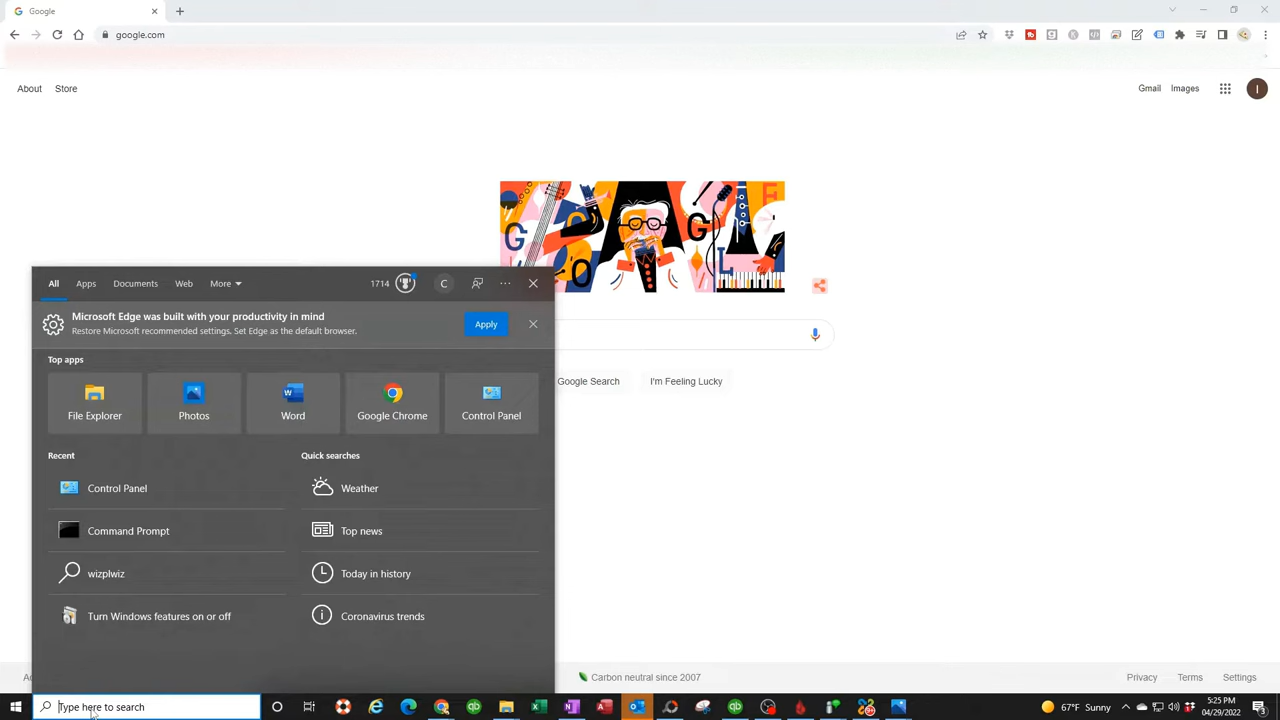 Google
google.com
About
Store
Gmail
Images
I
GOOGLE
All
Apps
Documents
Web
More
1714
C
Microsoft Edge was built with your productivity in mind
Restore Microsoft recommended settings. Set Edge as the default browser.
Apply
Top apps
File Explorer
Photos
Word
Google Chrome
Control Panel
Google Search
I'm Feeling Lucky
Recent
Quick searches
Control Panel
Weather
Command Prompt
Top news
wizplwiz
Today in history
Turn Windows features on or off
Coronavirus trends
Carbon neutral since 2007
Privacy
Terms
Settings
Type here to search
67°F Sunny
5:25 PM
04/29/2022